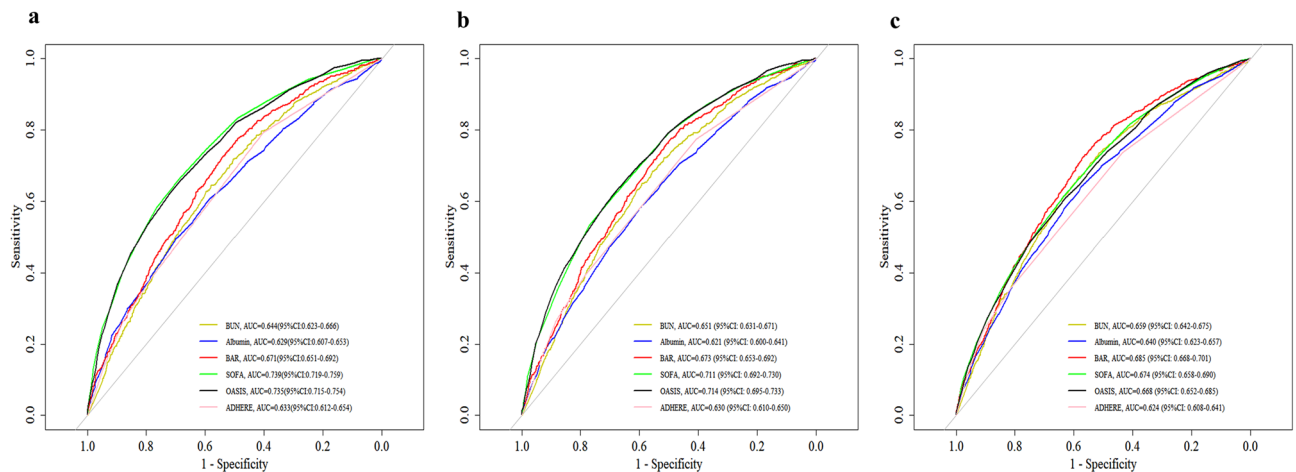 a
1.0
0.8
0.6
0.4
0.2
0.0
Sensitivity
BUN, AUC=0.644(95%CI:0.623-0.666)
Albumin, AUC=0.629(95%CI:0.607-0.653)
BAR, AUC=0.671(95%CI:0.651-0.692)
SOFA, AUC=0.739(95%CI:0.719-0.759)
OASIS, AUC=0.735(95%CI:0.715-0.754)
ADHERE, AUC=0.633(95%CI:0.612-0.654)
1.0 0.8 0.6 0.4 0.2 0.0
1 - Specificity
b
1.0
0.8
0.6
0.4
0.2
0.0
Sensitivity
BUN, AUC=0.651 (95%CI: 0.631-0.671)
Albumin, AUC=0.621 (95%CI: 0.600-0.641)
BAR, AUC=0.673 (95%CI: 0.653-0.692)
SOFA, AUC=0.711 (95%CI: 0.692-0.730)
OASIS, AUC=0.714 (95%CI: 0.695-0.733)
ADHERE, AUC=0.630 (95%CI: 0.610-0.650)
1.0 0.8 0.6 0.4 0.2 0.0
1 - Specificity
c
1.0
0.8
0.6
0.4
0.2
0.0
Sensitivity
BUN, AUC=0.659 (95%CI: 0.642-0.675)
Albumin, AUC=0.640 (95%CI: 0.623-0.657)
BAR, AUC=0.685 (95%CI: 0.668-0.701)
SOFA, AUC=0.674 (95%CI: 0.658-0.690)
OASIS, AUC=0.668 (95%CI: 0.652-0.685)
ADHERE, AUC=0.624 (95%CI: 0.608-0.641)
1.0 0.8 0.6 0.4 0.2 0.0
1 - Specificity